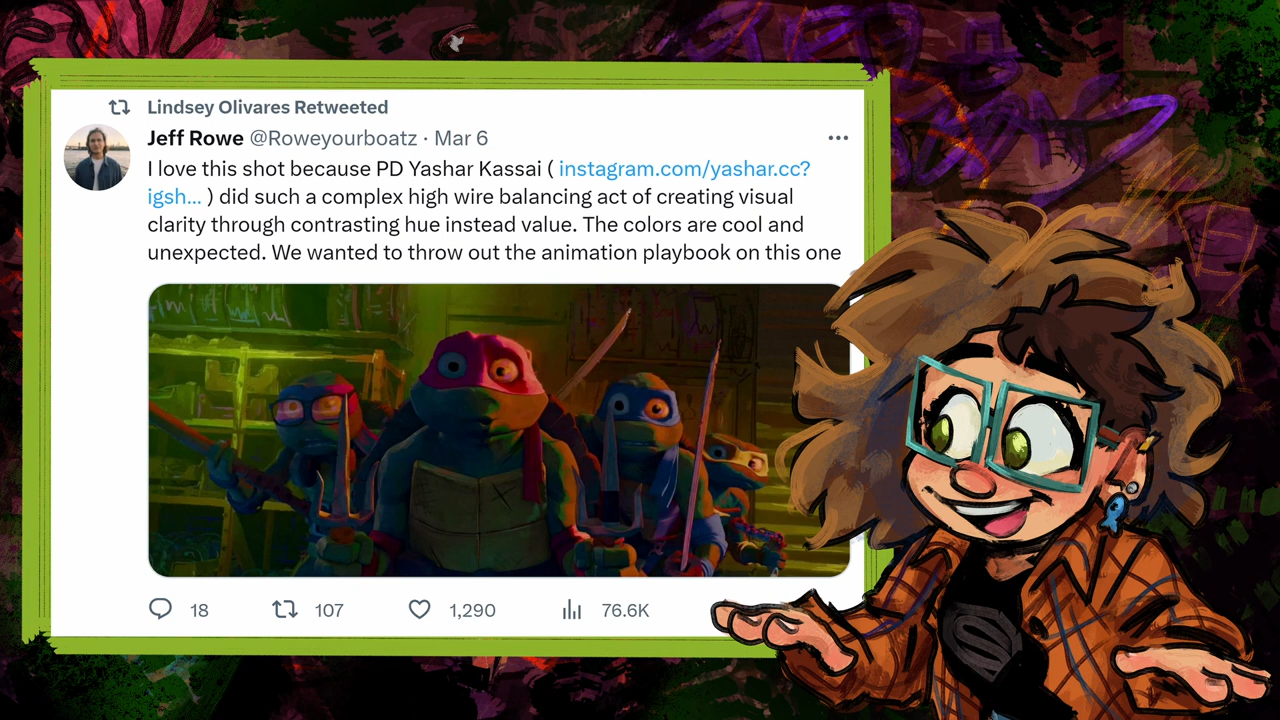 Lindsey Olivares Retweeted
Jeff Rowe @Roweyourboatz · Mar 6
I love this shot because PD Yashar Kassai ( instagram.com/yashar.cc?
igsh... ) did such a complex high wire balancing act of creating visual
clarity through contrasting hue instead value. The colors are cool and
unexpected. We wanted to throw out the animation playbook on this one
18 107 1,290 76.6K